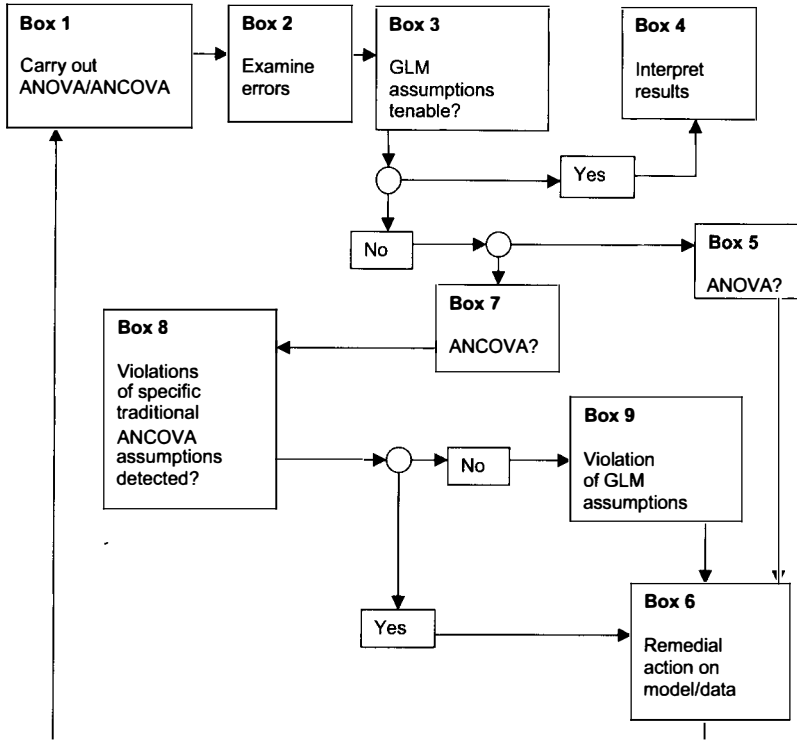 Box 1
Carry out
ANOVA/ANCOVA
Box 2
Examine
errors
Box 3
GLM
assumptions
tenable?
Box 4
Interpret
results
Yes
No
Box 5
ANOVA?
Box 7
ANCOVA?
Box 8
Violations
of specific
traditional
ANCOVA
assumptions
detected?
No
Box 9
Violation
of GLM
assumptions
Yes
Box 6
Remedial
action on
model/data